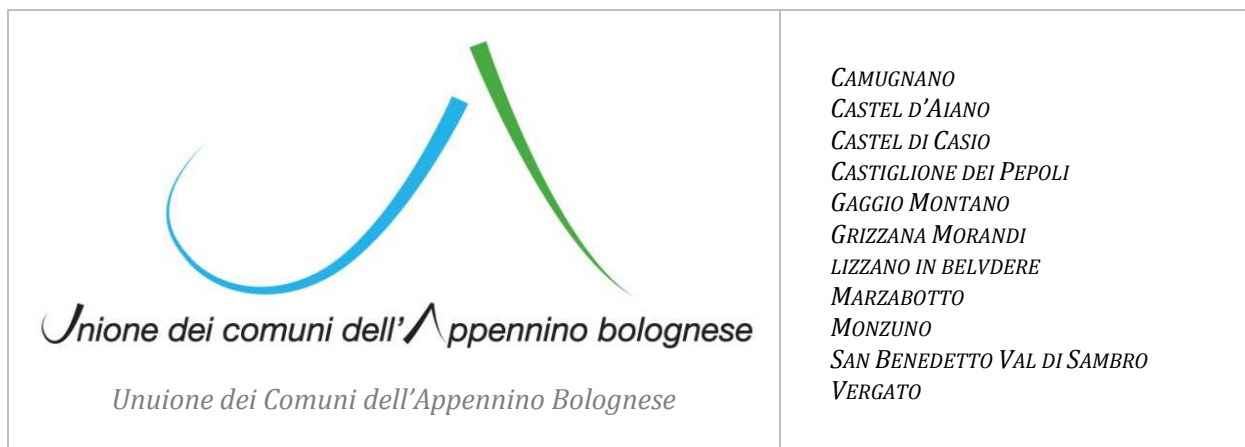 Unione dei comuni dell'Appennino bolognese
Unuione dei Comuni dell'Appennino Bolognese
CAMUGNANO
CASTEL D'AIANO
CASTEL DI CASIO
CASTIGLIONE DEI PEPOLI
GAGGIO MONTANO
GRIZZANA MORANDI
LIZZANO IN BELVDERE
MARZABOTTO
MONZUNO
SAN BENEDETTO VAL DI SAMBRO
VERGATO